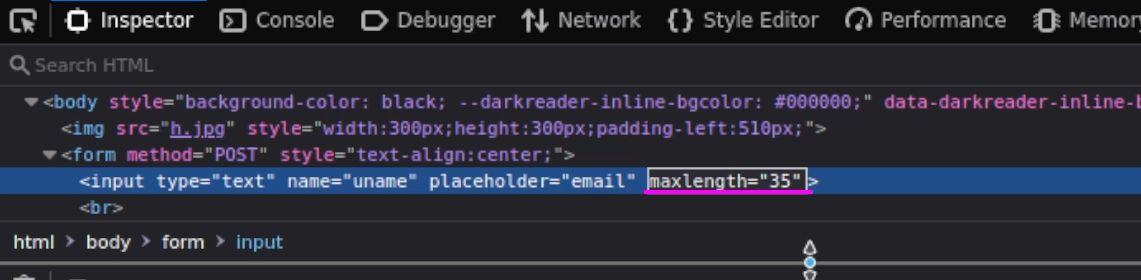 Inspector Console Debugger Network Style Editor Performance Memory
Search HTML
<body style="background-color: black; --darkreader-inline-bgcolor: #000000;" data-darkreader-inline-b
<img src="h.jpg" style="width:300px;height:300px;padding-left:510px;">
<form method="POST" style="text-align:center;">
<input type="text" name="uname" placeholder="email" maxlength="35">
<br>
html > body > form > input